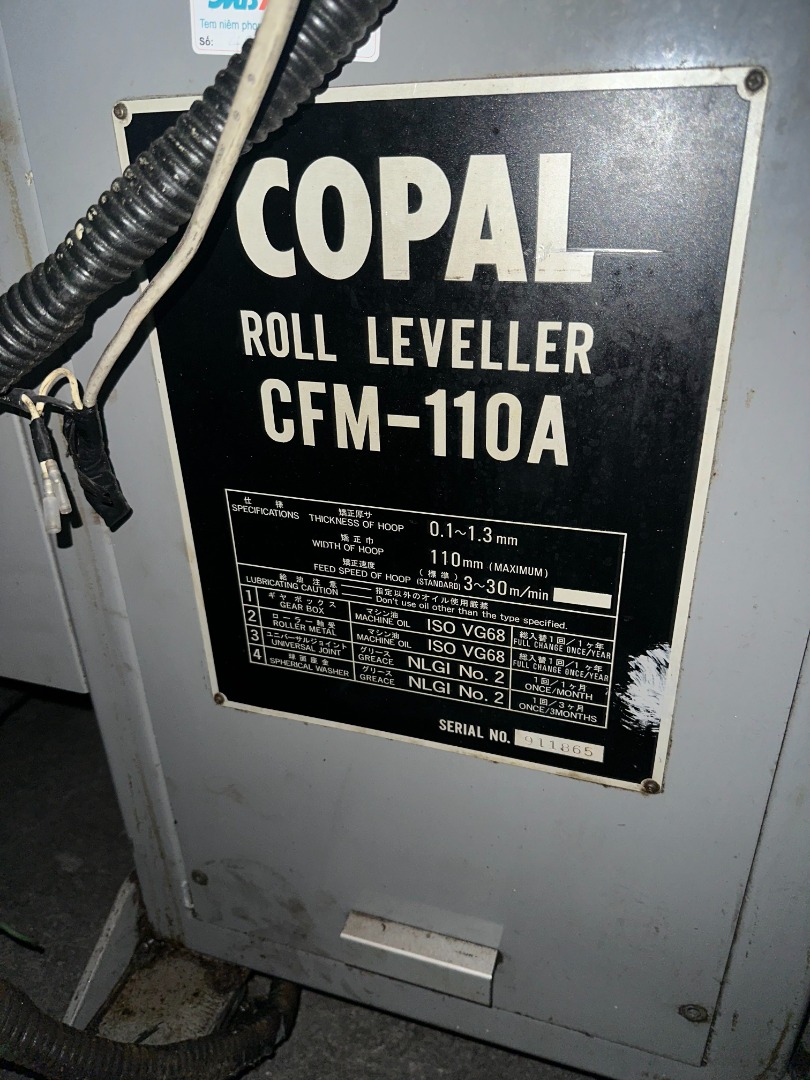 Tem niêm
Số:
COPAL
ROLL LEVELLER
CFM-110A
仕様 SPECIFICATIONS
矯正厚サ THICKNESS OF HOOP 0.1~1.3mm
矯正巾 WIDTH OF HOOP 110mm (MAXIMUM)
矯正速度 FEED SPEED OF HOOP (標準) (STANDARD) 3~30m/min
給油注意 LUBRICATING CAUTION 指定以外のオイル使用厳禁 Don't use oil other than the type specified.
1 ギヤボックス GEAR BOX マシン油 MACHINE OIL ISO VG68 総入替1回/1ヶ年 FULL CHANGE ONCE/YEAR
2 ローラー軸受 ROLLER METAL マシン油 MACHINE OIL ISO VG68 総入替1回/1ヶ年 FULL CHANGE ONCE/YEAR
3 ユニバーサルジョイント UNIVERSAL JOINT グリース GREACE NLGI No. 2 1回/1ヶ月 ONCE/MONTH
4 球面座金 SPHERICAL WASHER グリース GREACE NLGI No. 2 1回/3ヶ月 ONCE/3MONTHS
SERIAL NO. 911865